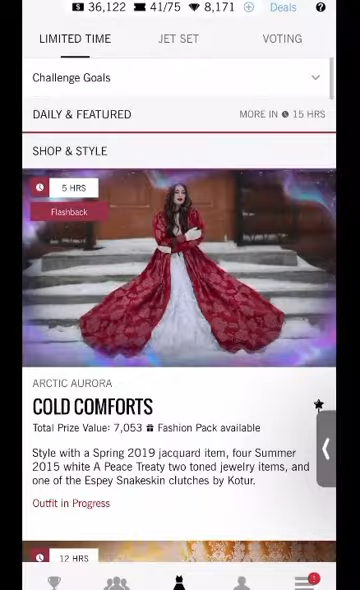 $ 36,122 41/75 8,171 + Deals ?
LIMITED TIME JET SET VOTING
Challenge Goals
DAILY & FEATURED MORE IN 15 HRS
SHOP & STYLE
5 HRS
Flashback
ARCTIC AURORA
COLD COMFORTS
Total Prize Value: 7,053 Fashion Pack available
Style with a Spring 2019 jacquard item, four Summer
2015 white A Peace Treaty two toned jewelry items, and
one of the Espey Snakeskin clutches by Kotur.
Outfit in Progress
12 HRS